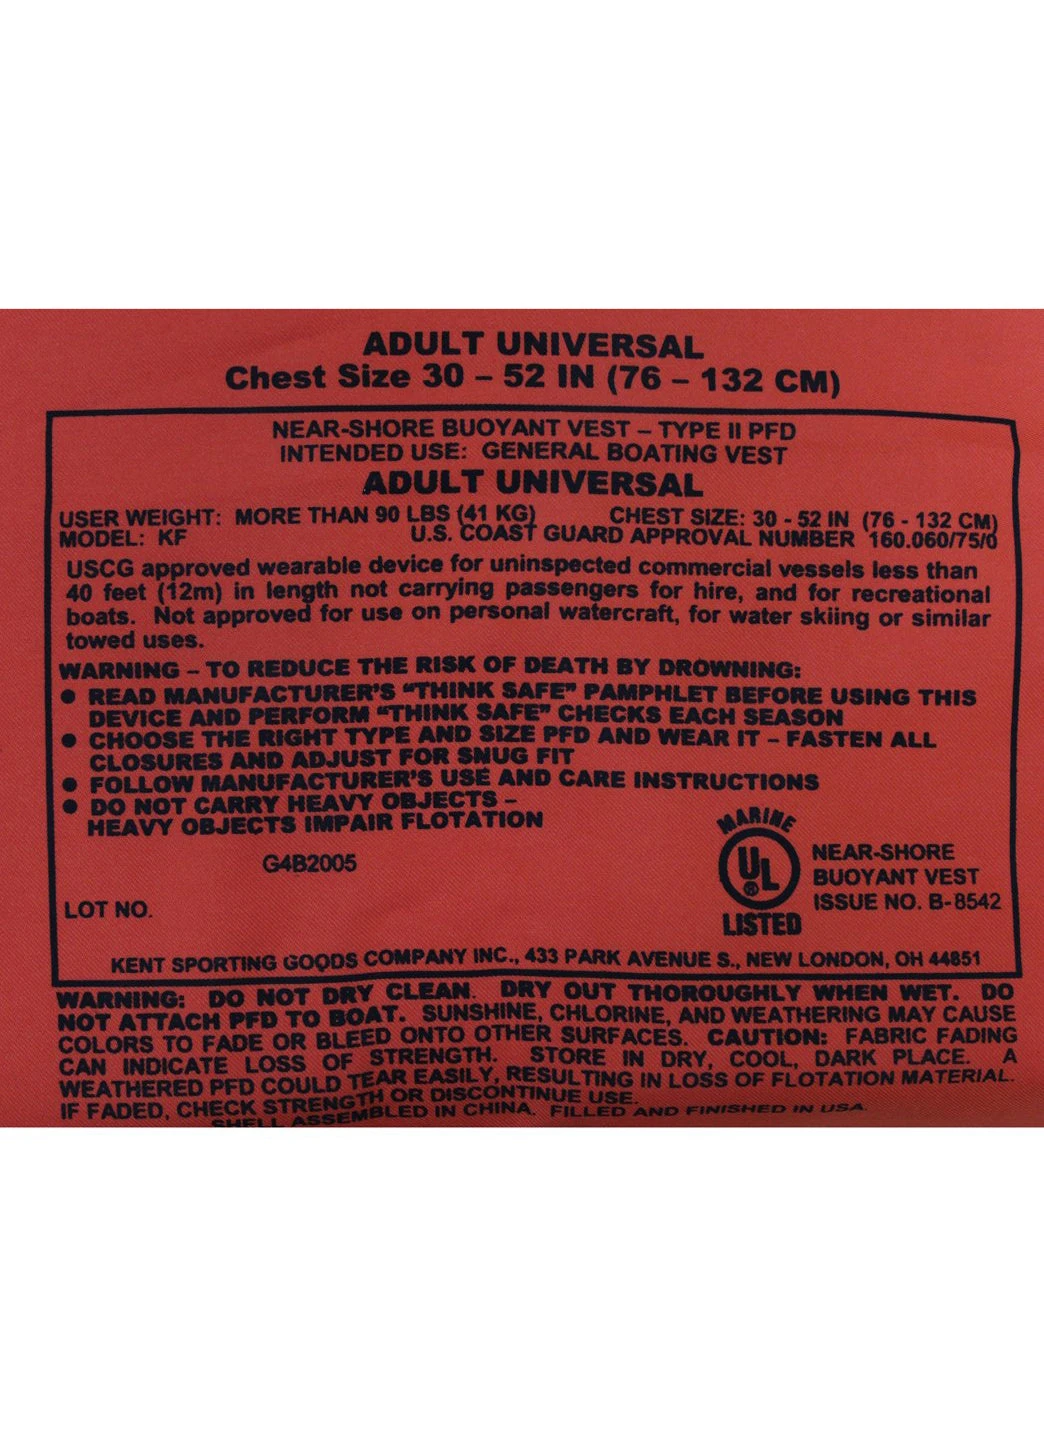 ADULT UNIVERSAL
Chest Size 30 – 52 IN (76 – 132 CM)
NEAR-SHORE BUOYANT VEST – TYPE II PFD
INTENDED USE: GENERAL BOATING VEST
ADULT UNIVERSAL
USER WEIGHT: MORE THAN 90 LBS (41 KG) CHEST SIZE: 30 - 52 IN (76 - 132 CM)
MODEL: KF U.S. COAST GUARD APPROVAL NUMBER 160.060/75/0
USCG approved wearable device for uninspected commercial vessels less than
40 feet (12m) in length not carrying passengers for hire, and for recreational
boats. Not approved for use on personal watercraft, for water skiing or similar
towed uses.
WARNING – TO REDUCE THE RISK OF DEATH BY DROWNING:
● READ MANUFACTURER'S “THINK SAFE” PAMPHLET BEFORE USING THIS
DEVICE AND PERFORM “THINK SAFE” CHECKS EACH SEASON
● CHOOSE THE RIGHT TYPE AND SIZE PFD AND WEAR IT – FASTEN ALL
CLOSURES AND ADJUST FOR SNUG FIT
● FOLLOW MANUFACTURER'S USE AND CARE INSTRUCTIONS
● DO NOT CARRY HEAVY OBJECTS –
HEAVY OBJECTS IMPAIR FLOTATION
G4B2005
LOT NO.
MARINE
UL ®
LISTED
NEAR-SHORE
BUOYANT VEST
ISSUE NO. B-8542
KENT SPORTING GOODS COMPANY INC., 433 PARK AVENUE S., NEW LONDON, OH 44851
WARNING: DO NOT DRY CLEAN. DRY OUT THOROUGHLY WHEN WET. DO
NOT ATTACH PFD TO BOAT. SUNSHINE, CHLORINE, AND WEATHERING MAY CAUSE
COLORS TO FADE OR BLEED ONTO OTHER SURFACES. CAUTION: FABRIC FADING
CAN INDICATE LOSS OF STRENGTH. STORE IN DRY, COOL, DARK PLACE. A
WEATHERED PFD COULD TEAR EASILY, RESULTING IN LOSS OF FLOTATION MATERIAL.
IF FADED, CHECK STRENGTH OR DISCONTINUE USE.
SHELL ASSEMBLED IN CHINA. FILLED AND FINISHED IN USA.